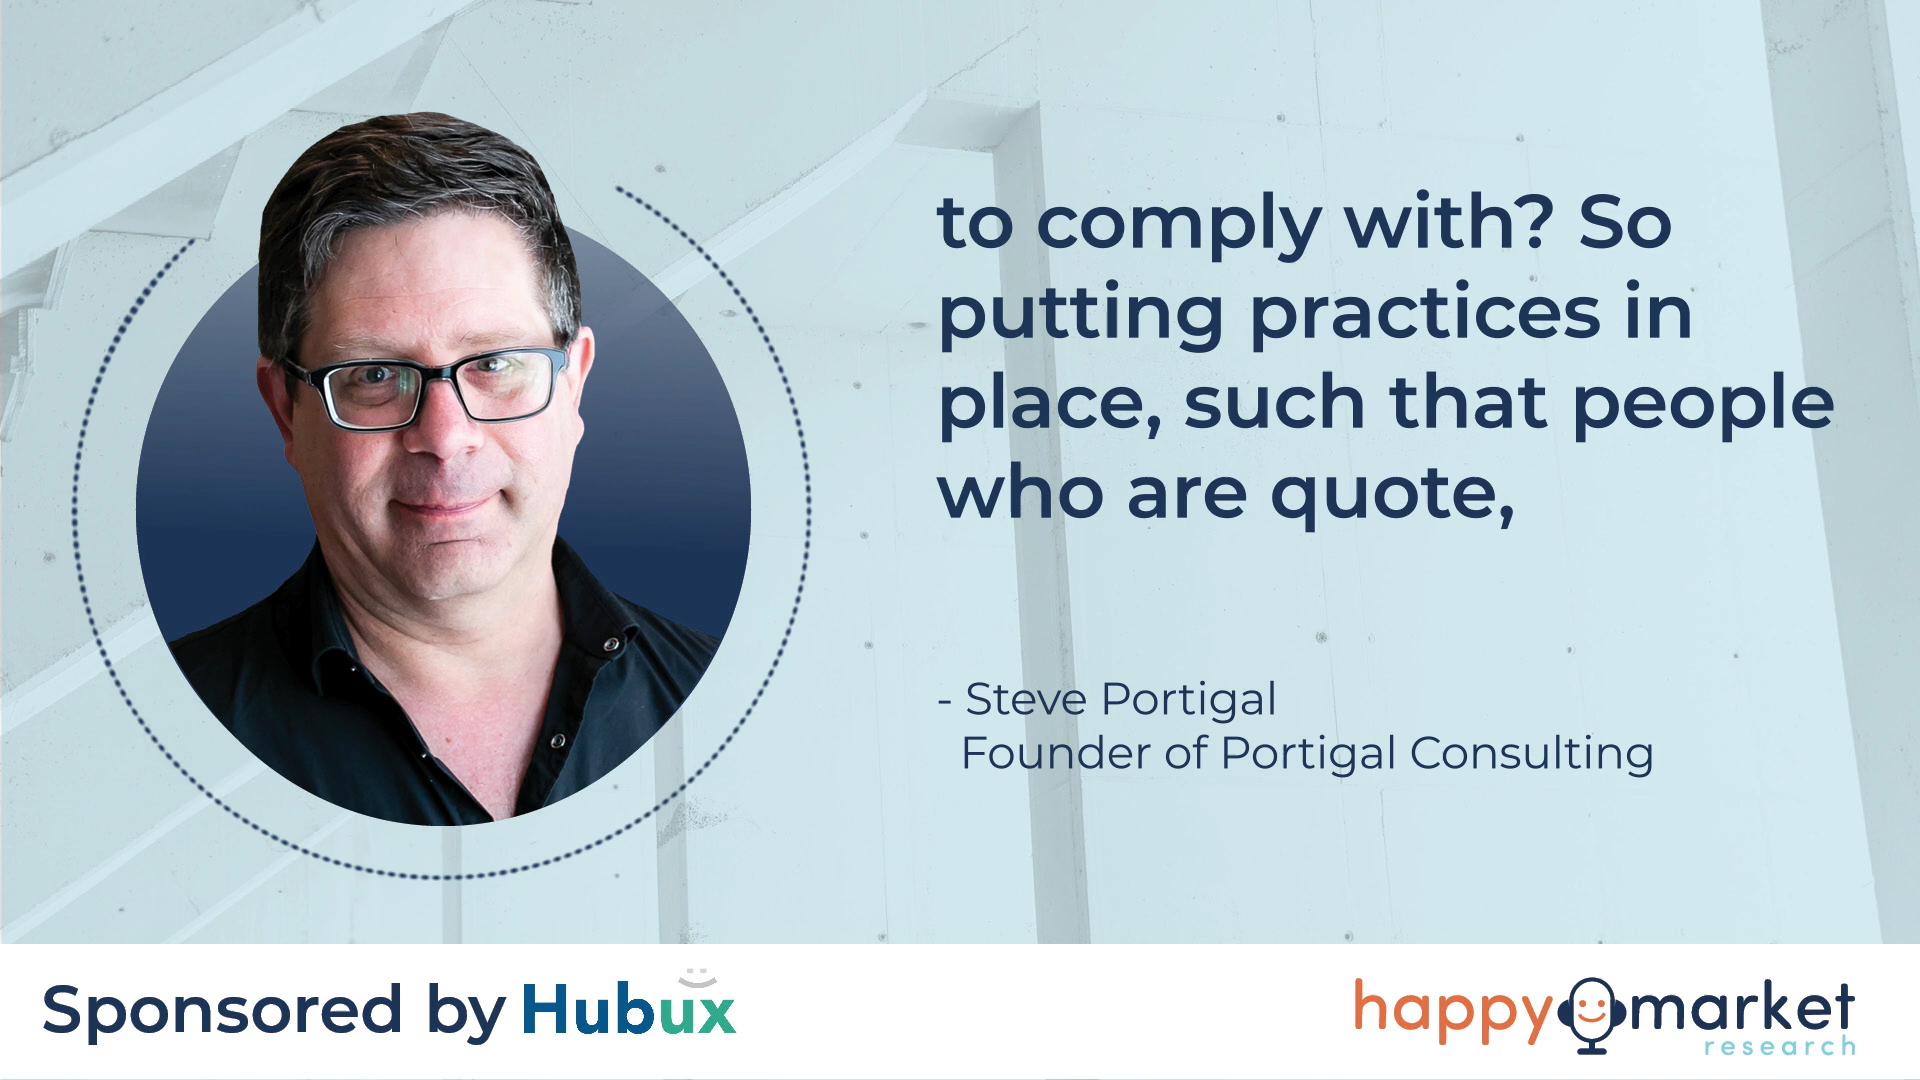 to comply with? So
putting practices in
place, such that people
who are quote,
- Steve Portigal
Founder of Portigal Consulting
Sponsored by Hubux
happy market
research